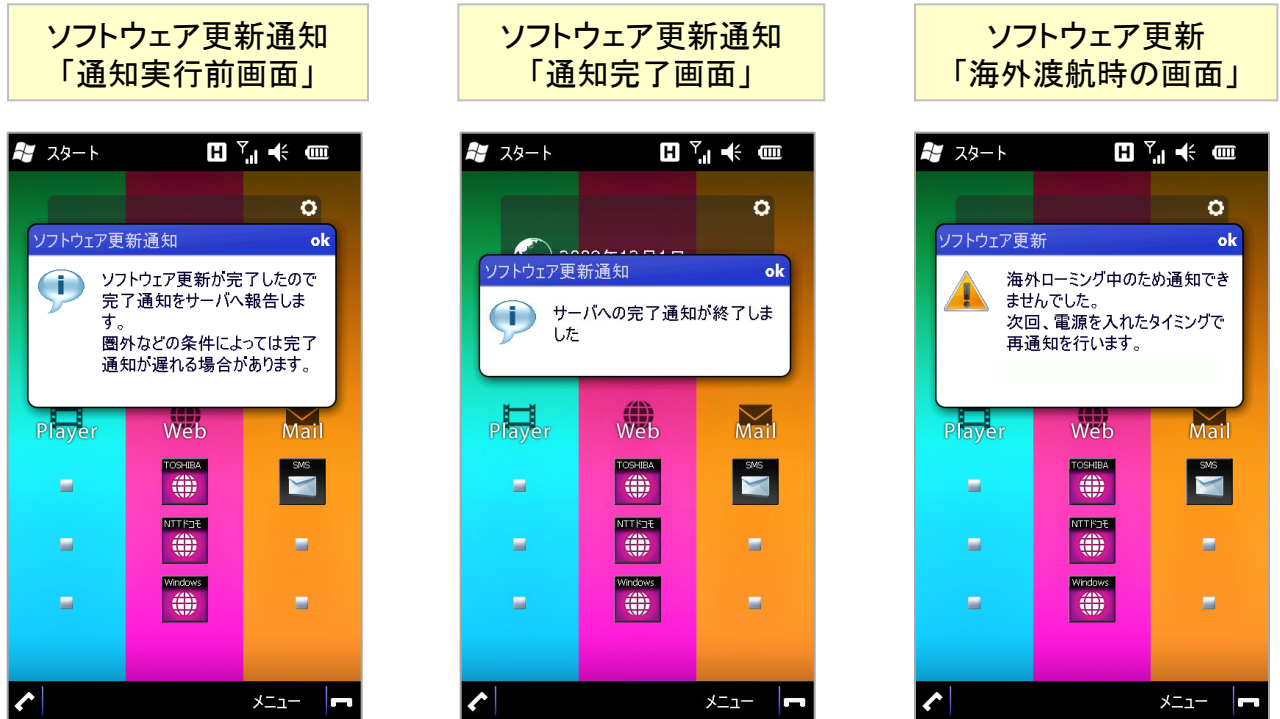 ソフトウェア更新通知
「通知実行前画面」
スタート
ソフトウェア更新通知
ok
ソフトウェア更新が完了したので
完了通知をサーバへ報告しま
す。
圏外などの条件によっては完了
通知が遅れる場合があります。
Player
Web
Mail
TOSHIBA
SMS
NTTドコモ
Windows
メニュー
ソフトウェア更新通知
「通知完了画面」
スタート
ソフトウェア更新通知
ok
サーバへの完了通知が終了しま
した
Player
Web
Mail
TOSHIBA
SMS
NTTドコモ
Windows
メニュー
ソフトウェア更新
「海外渡航時の画面」
スタート
ソフトウェア更新
ok
海外ローミング中のため通知でき
ませんでした。
次回、電源を入れたタイミングで
再通知を行います。
Player
Web
Mail
TOSHIBA
SMS
NTTドコモ
Windows
メニュー